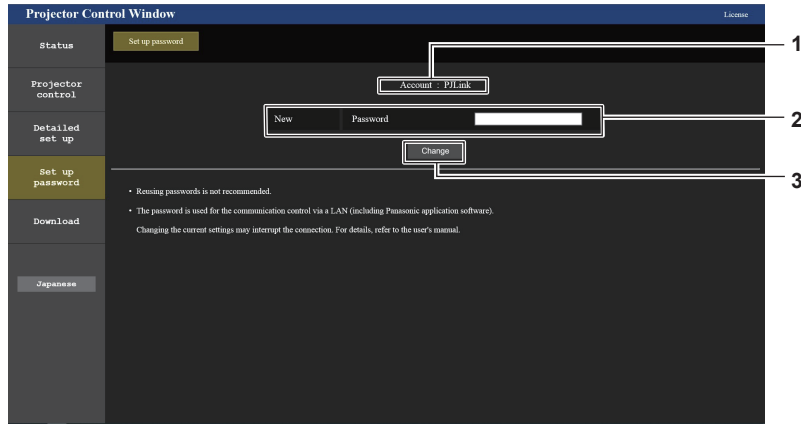 Projector Control Window
License
Status
Set up password
1
Projector
control
Account : PJLink
New Password
2
Detailed
set up
Change
Set up
password
3
• Reusing passwords is not recommended.
• The password is used for the communication control via a LAN (including Panasonic application software).
Changing the current settings may interrupt the connection. For details, refer to the user's manual.
Download
Japanese